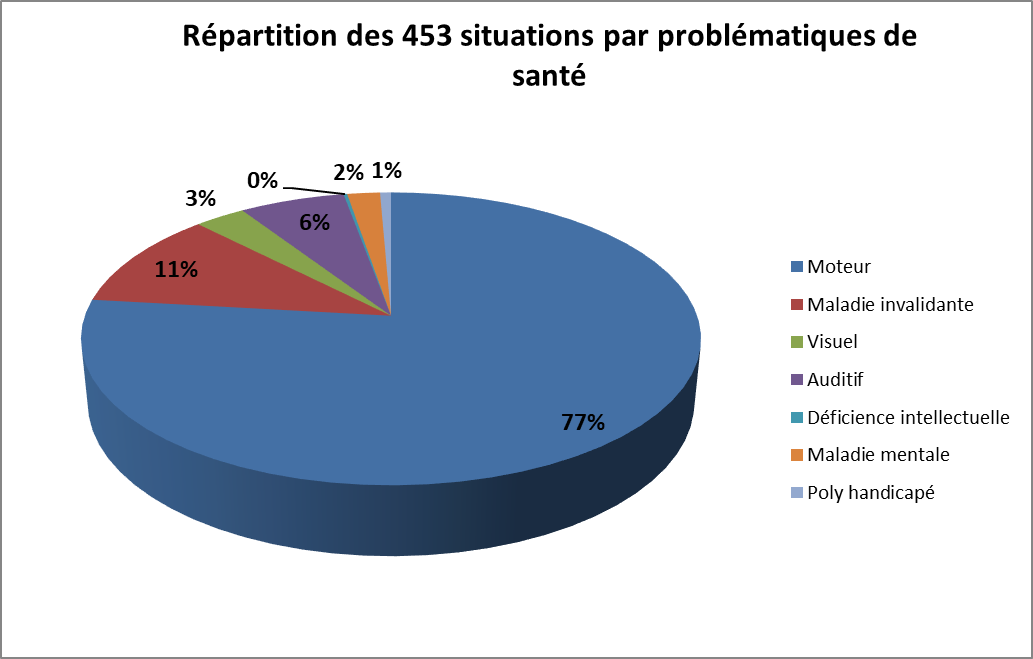 Répartition des 453 situations par problématiques de
santé
0%
2%
1%
3%
6%
11%
77%
Moteur
Maladie invalidante
Visuel
Auditif
Déficience intellectuelle
Maladie mentale
Poly handicapé